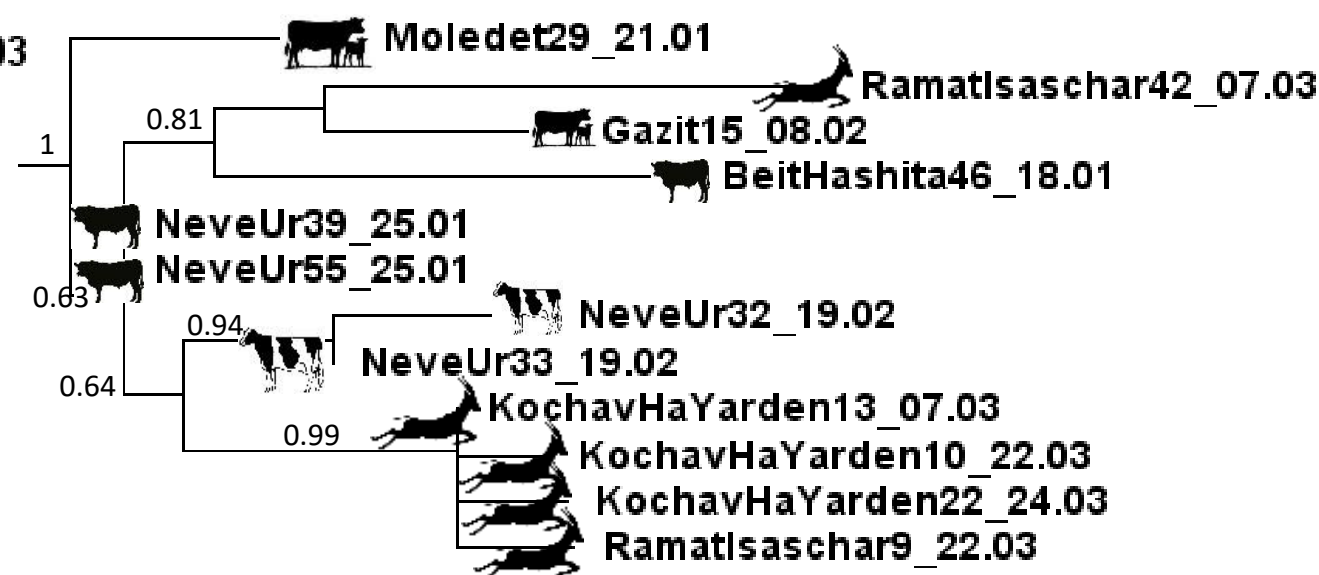 03
Moledet29_21.01
RamatIsaschar42_07.03
0.81
Gazit15_08.02
1
BeitHashita46_18.01
NeveUr39_25.01
NeveUr55_25.01
0.63
NeveUr32_19.02
0.94
NeveUr33_19.02
0.64
KochavHaYarden13_07.03
0.99
KochavHaYarden10_22.03
KochavHaYarden22_24.03
RamatIsaschar9_22.03